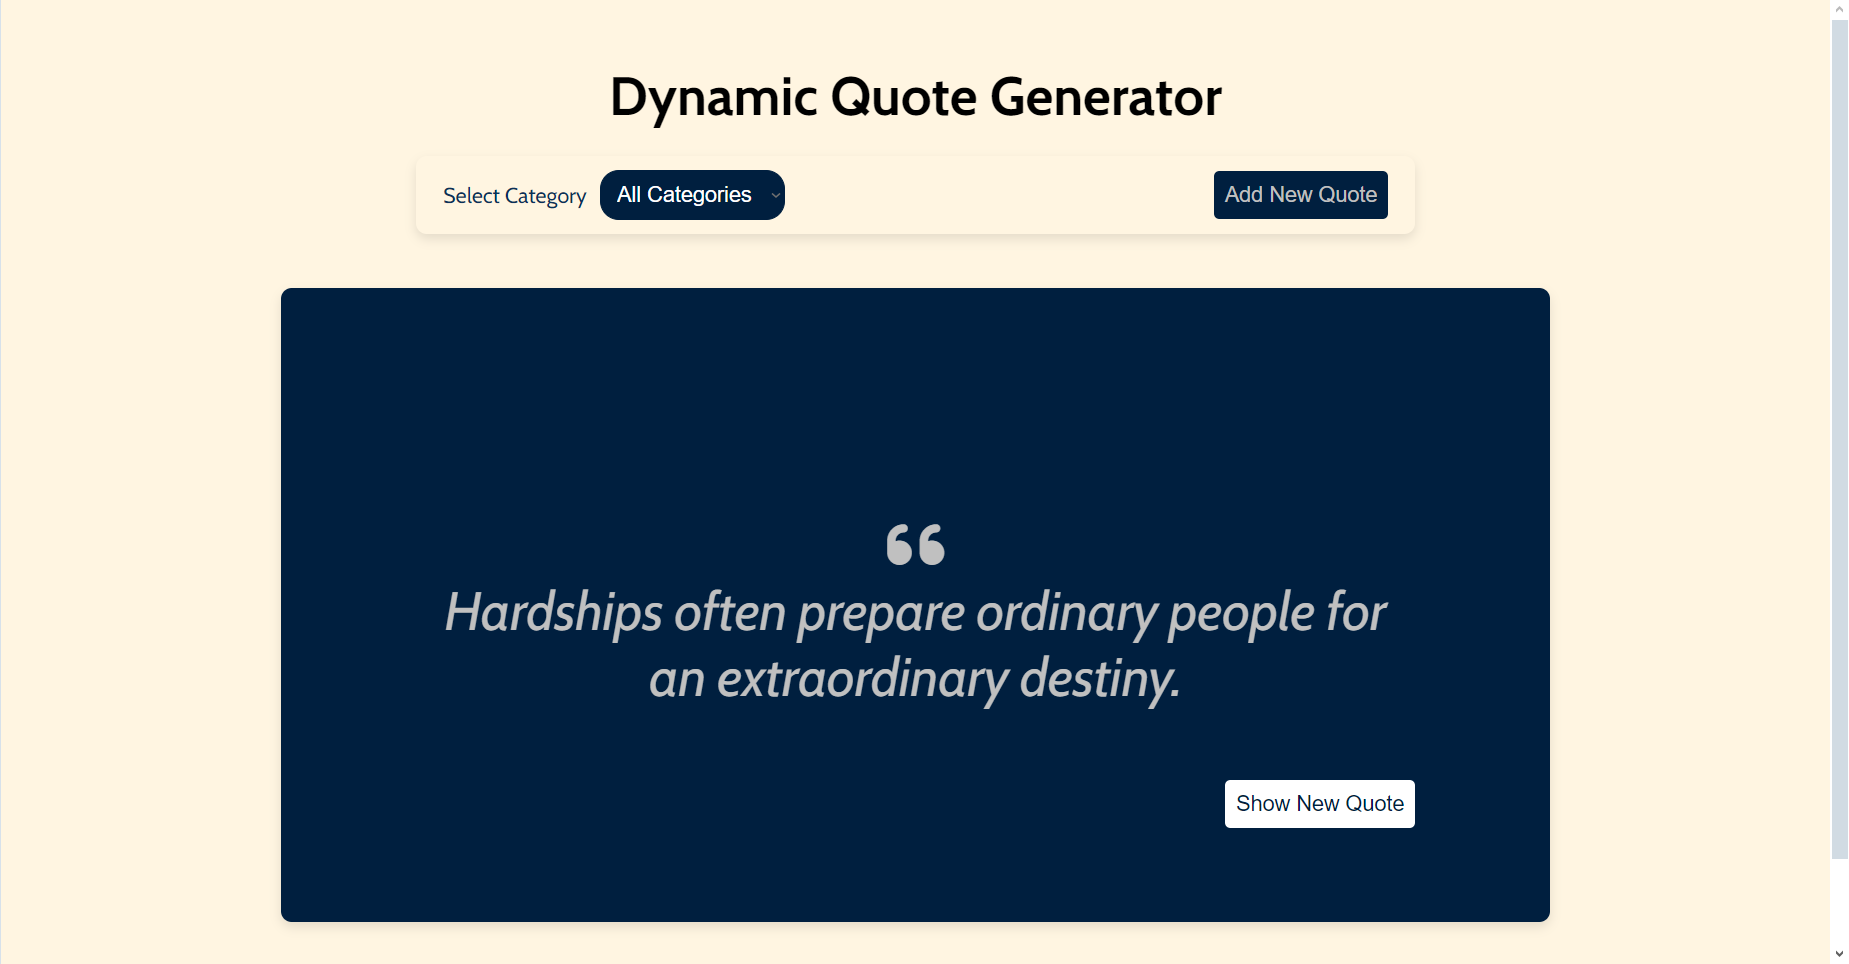 Dynamic Quote Generator
Select Category
All Categories
Add New Quote
“
Hardships often prepare ordinary people for
an extraordinary destiny.
Show New Quote